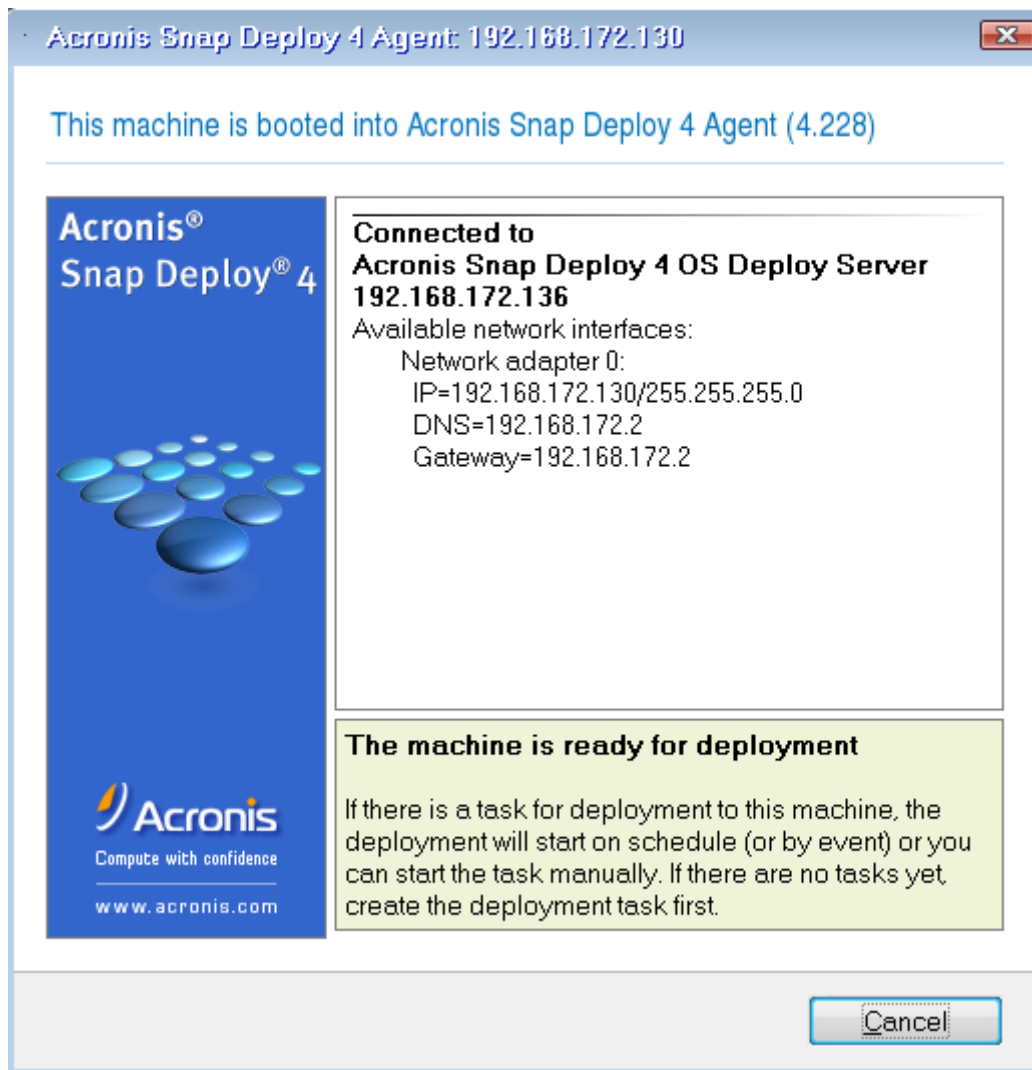 Acronis Snap Deploy 4 Agent: 192.168.172.130
This machine is booted into Acronis Snap Deploy 4 Agent (4.228)
Acronis®
Snap Deploy® 4
Acronis
Compute with confidence
www.acronis.com
Connected to
Acronis Snap Deploy 4 OS Deploy Server
192.168.172.136
Available network interfaces:
Network adapter 0:
IP=192.168.172.130/255.255.255.0
DNS=192.168.172.2
Gateway=192.168.172.2
The machine is ready for deployment
If there is a task for deployment to this machine, the
deployment will start on schedule (or by event) or you
can start the task manually. If there are no tasks yet,
create the deployment task first.
Cancel